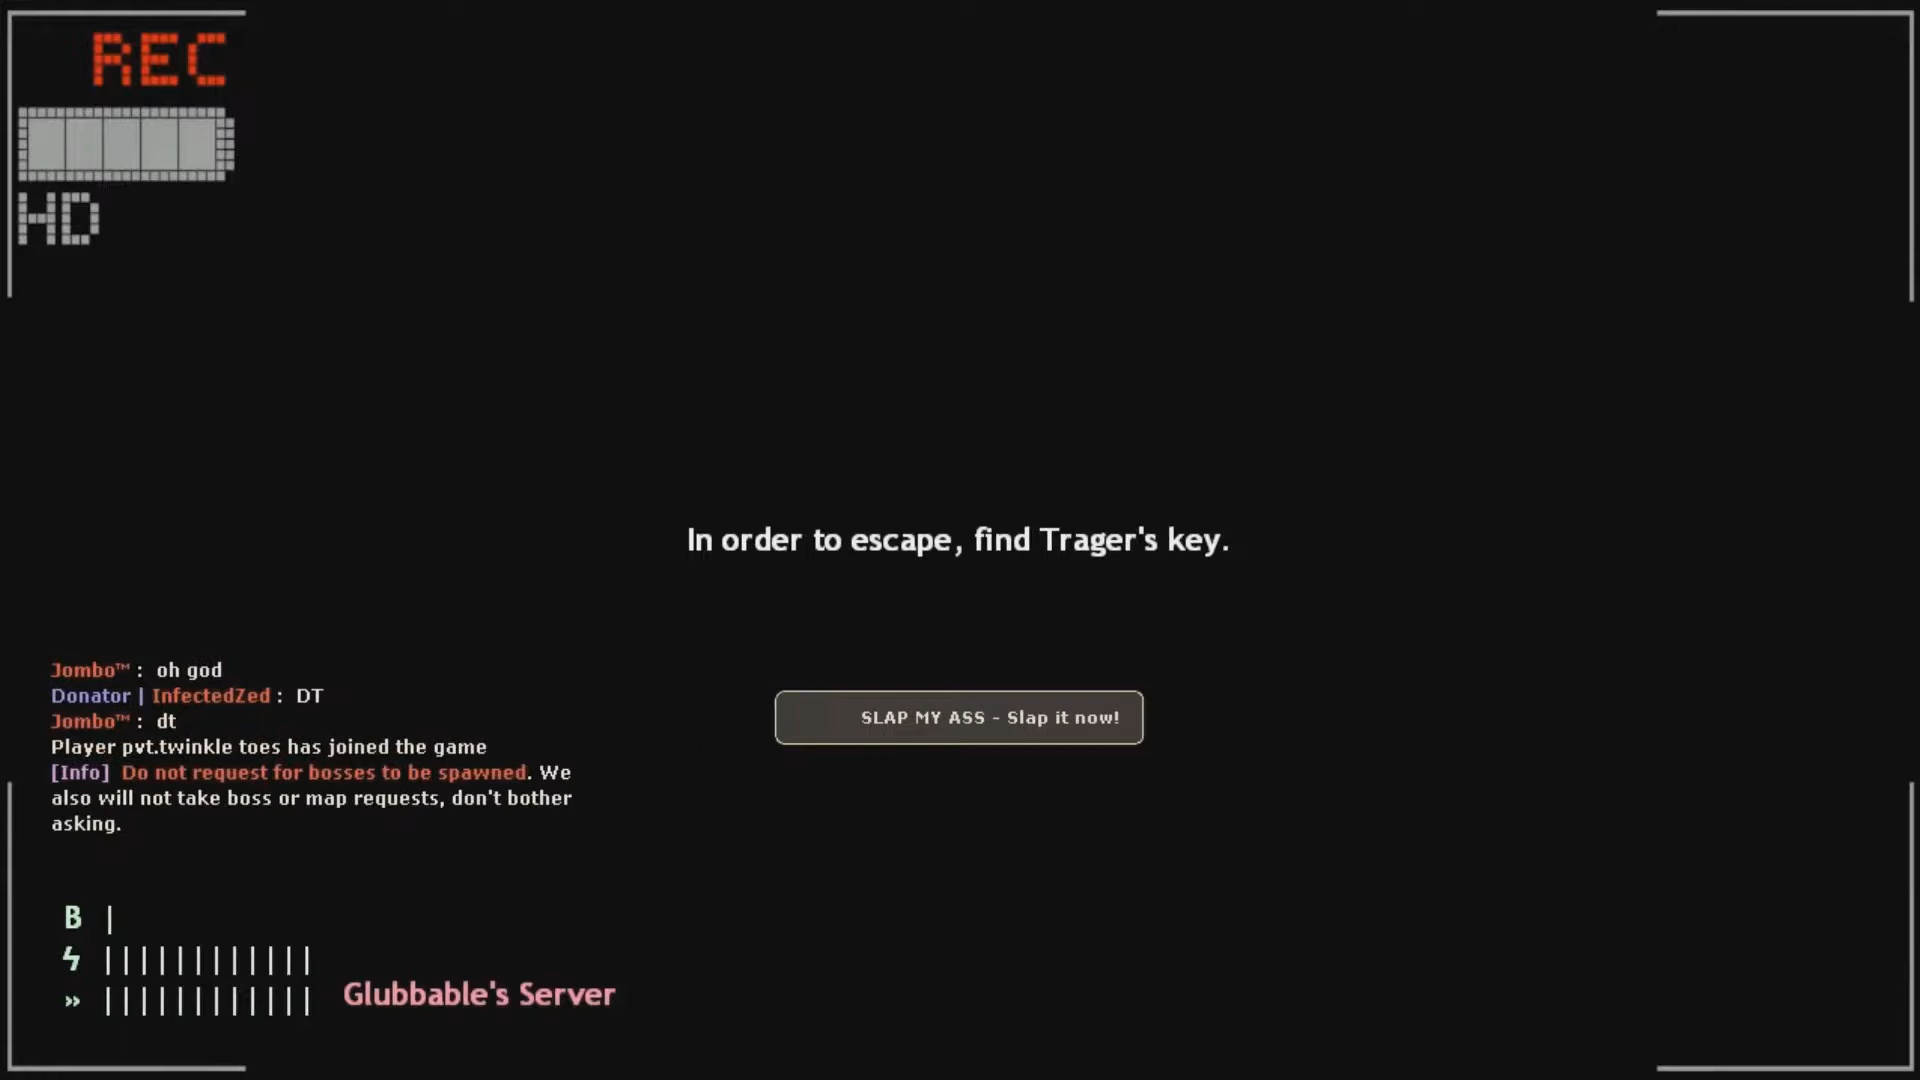 REC
HD
In order to escape, find Trager's key.
Jombo™ : oh god
SLAP MY ASS - Slap it now!
Donator | InfectedZed : DT
Jombo™ : dt
Player pvt.twinkle toes has joined the game
[Info] Do not request for bosses to be spawned. We
also will not take boss or map requests, don't bother
asking.
B
Glubbable's Server